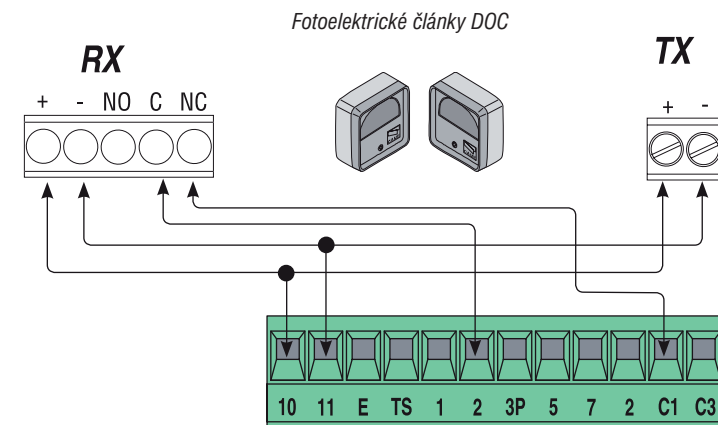 Fotoelektrické články DOC
RX
TX
+ - NO C NC
+ -
10 11 E TS 1 2 3P 5 7 2 C1 C3